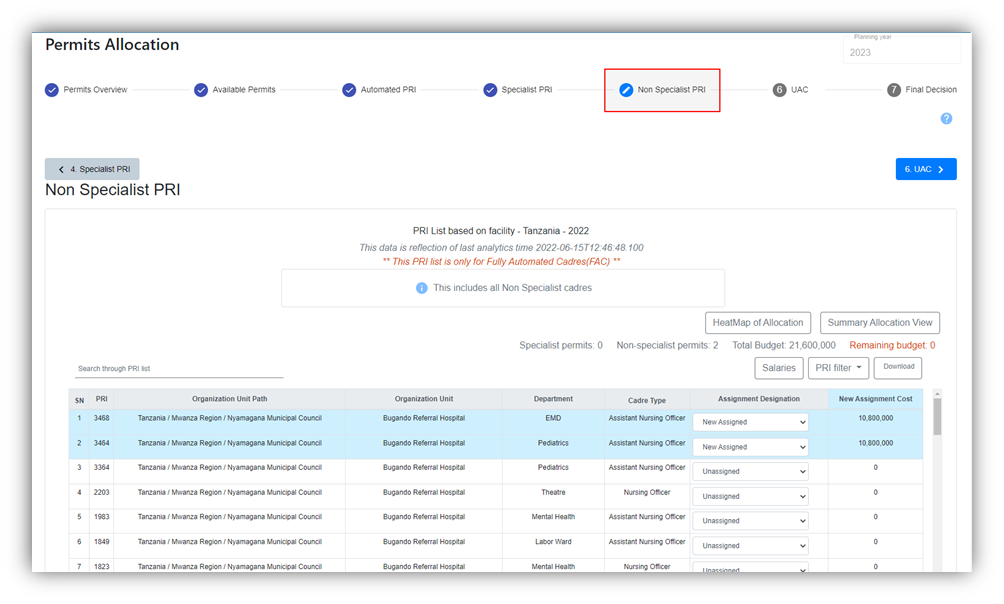 Permits Allocation
Planning year
2023
Permits Overview
Available Permits
Automated PRI
Specialist PRI
Non Specialist PRI
6 UAC
7 Final Decision
?
4. Specialist PRI
6. UAC
Non Specialist PRI
PRI List based on facility - Tanzania - 2022
This data is reflection of last analytics time 2022-06-15T12:46:48.100
** This PRI list is only for Fully Automated Cadres(FAC) **
i This includes all Non Specialist cadres
HeatMap of Allocation Summary Allocation View
Specialist permits: 0 Non-specialist permits: 2 Total Budget: 21,600,000 Remaining budget: 0
Salaries PRI filter Download
Search through PRI list
SN PRI Organization Unit Path Organization Unit Department Cadre Type Assignment Designation New Assignment Cost
1 3468 Tanzania / Mwanza Region / Nyamagana Municipal Council Bugando Referral Hospital EMD Assistant Nursing Officer New Assigned 10,800,000
2 3464 Tanzania / Mwanza Region / Nyamagana Municipal Council Bugando Referral Hospital Pediatrics Assistant Nursing Officer New Assigned 10,800,000
3 3364 Tanzania / Mwanza Region / Nyamagana Municipal Council Bugando Referral Hospital Pediatrics Assistant Nursing Officer Unassigned 0
4 2203 Tanzania / Mwanza Region / Nyamagana Municipal Council Bugando Referral Hospital Theatre Nursing Officer Unassigned 0
5 1983 Tanzania / Mwanza Region / Nyamagana Municipal Council Bugando Referral Hospital Mental Health Assistant Nursing Officer Unassigned 0
6 1849 Tanzania / Mwanza Region / Nyamagana Municipal Council Bugando Referral Hospital Labor Ward Assistant Nursing Officer Unassigned 0
7 1823 Tanzania / Mwanza Region / Nyamagana Municipal Council Bugando Referral Hospital Mental Health Nursing Officer Unassigned 0